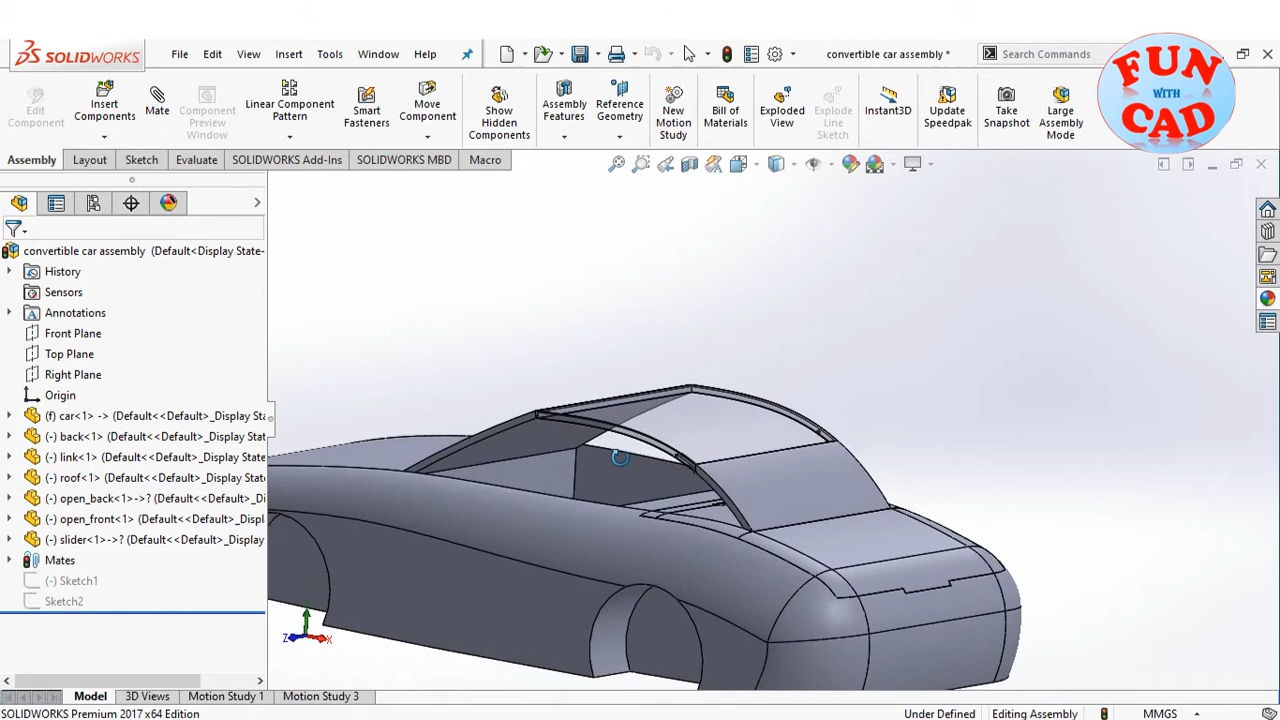 SOLIDWORKS
File Edit View Insert Tools Window Help
convertible car assembly *
Search Commands
FUN
WITH
CAD
Edit
Component
Insert
Components
Mate
Component
Preview
Window
Linear Component
Pattern
Smart
Fasteners
Move
Component
Show
Hidden
Components
Assembly
Features
Reference
Geometry
New
Motion
Study
Bill of
Materials
Exploded
View
Explode
Line
Sketch
Instant3D
Update
Speedpak
Take
Snapshot
Large
Assembly
Mode
Assembly Layout Sketch Evaluate SOLIDWORKS Add-Ins SOLIDWORKS MBD Macro
convertible car assembly (Default<Display State-
History
Sensors
Annotations
Front Plane
Top Plane
Right Plane
Origin
(f) car<1> -> (Default<<Default>_Display Sta
(-) back<1> (Default<<Default>_Display Sta
(-) link<1> (Default<<Default>_Display Sta
(-) roof<1> (Default<<Default>_Display Sta
(-) open_back<1>->? (Default<<Default>_D
(-) open_front<1>->? (Default<<Default>_D
(-) slider<1>->? (Default<<Default>_Displa
Mates
(-) Sketch1
Sketch2
Z X
Model 3D Views Motion Study 1 Motion Study 3
SOLIDWORKS Premium 2017 x64 Edition
Under Defined Editing Assembly MMGS